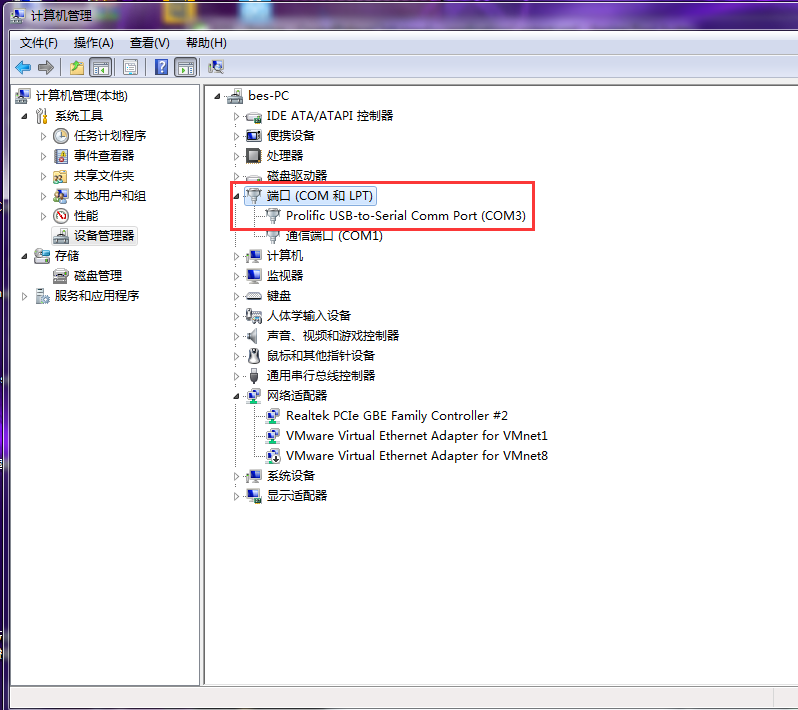 计算机管理
文件(F) 操作(A) 查看(V) 帮助(H)
计算机管理(本地)
系统工具
任务计划程序
事件查看器
共享文件夹
本地用户和组
性能
设备管理器
存储
磁盘管理
服务和应用程序
bes-PC
IDE ATA/ATAPI 控制器
便携设备
处理器
磁盘驱动器
端口 (COM 和 LPT)
Prolific USB-to-Serial Comm Port (COM3)
通信端口 (COM1)
计算机
监视器
键盘
人体学输入设备
声音、视频和游戏控制器
鼠标和其他指针设备
通用串行总线控制器
网络适配器
Realtek PCIe GBE Family Controller #2
VMware Virtual Ethernet Adapter for VMnet1
VMware Virtual Ethernet Adapter for VMnet8
系统设备
显示适配器